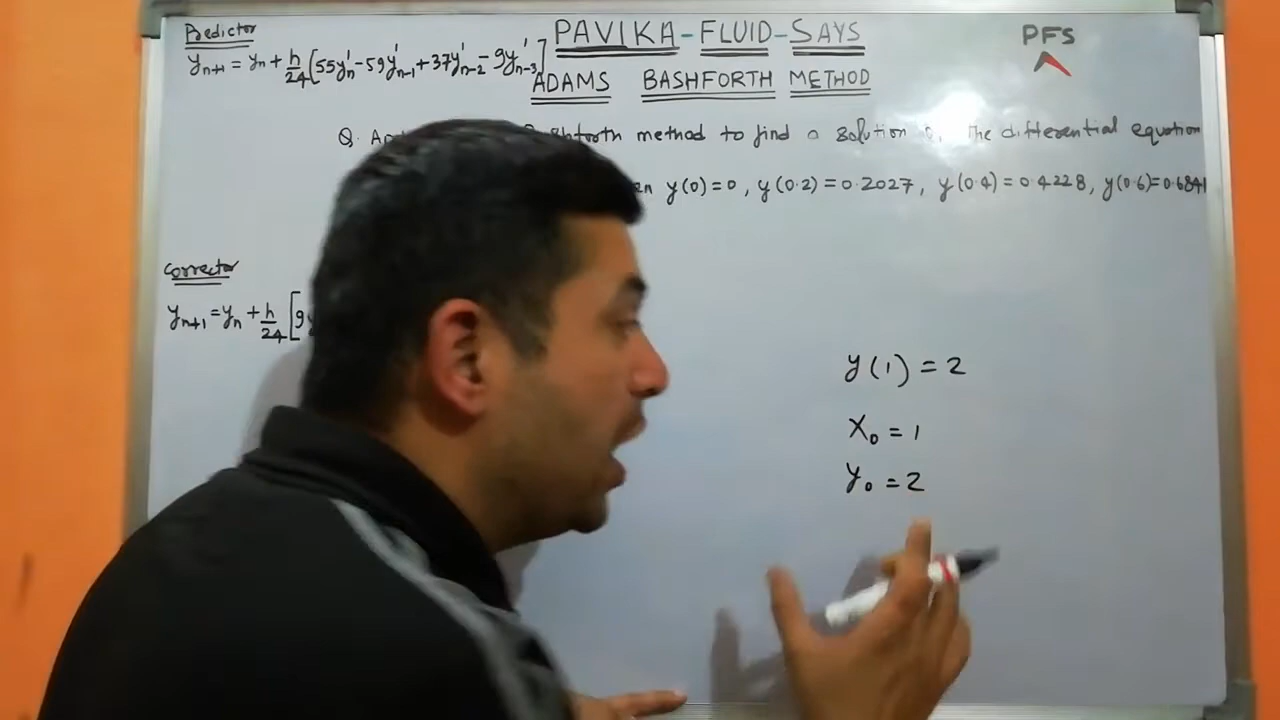 Predictor
yn+1 = yn + h/24 [55y'n - 59y'n-1 + 37y'n-2 - 9y'n-3]
PAVIKA-FLUID-SAYS
PFS
ADAMS BASHFORTH METHOD
Q. method to find a solution the differential equation
y(0)=0, y(0.2)=0.2027, y(0.4)=0.4228, y(0.6)=0.6841
Corrector
yn+1 = yn + h/24 [9
y(1) = 2
x0 = 1
y0 = 2